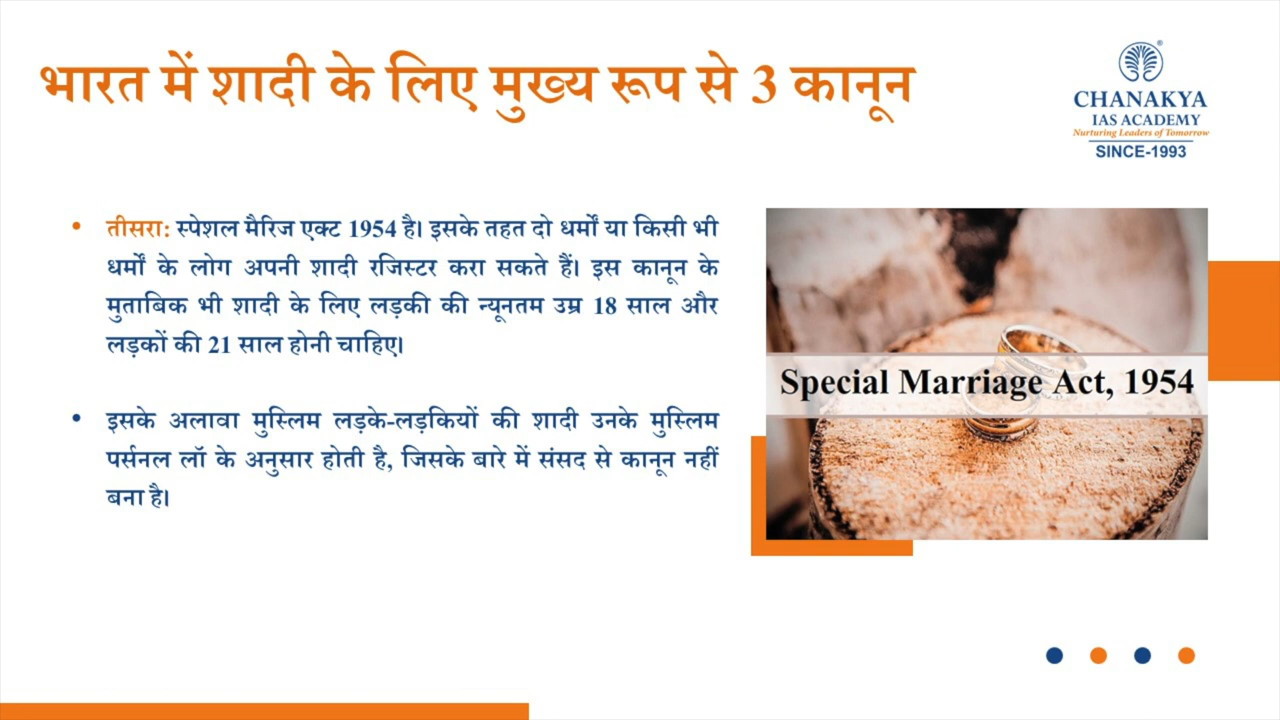 भारत में शादी के लिए मुख्य रूप से 3 कानून
CHANAKYA
IAS ACADEMY
Nurturing Leaders of Tomorrow
SINCE-1993
• तीसरा: स्पेशल मैरिज एक्ट 1954 है। इसके तहत दो धर्मों या किसी भी
धर्मों के लोग अपनी शादी रजिस्टर करा सकते हैं। इस कानून के
मुताबिक भी शादी के लिए लड़की की न्यूनतम उम्र 18 साल और
लड़कों की 21 साल होनी चाहिए।
• इसके अलावा मुस्लिम लड़के-लड़कियों की शादी उनके मुस्लिम
पर्सनल लॉ के अनुसार होती है, जिसके बारे में संसद से कानून नहीं
बना है।
Special Marriage Act, 1954